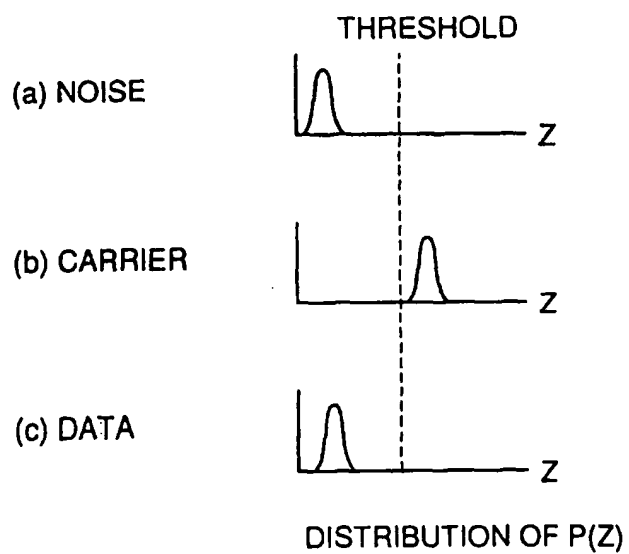 THRESHOLD
(a) NOISE
Z
(b) CARRIER
Z
(c) DATA
Z
DISTRIBUTION OF P(Z)